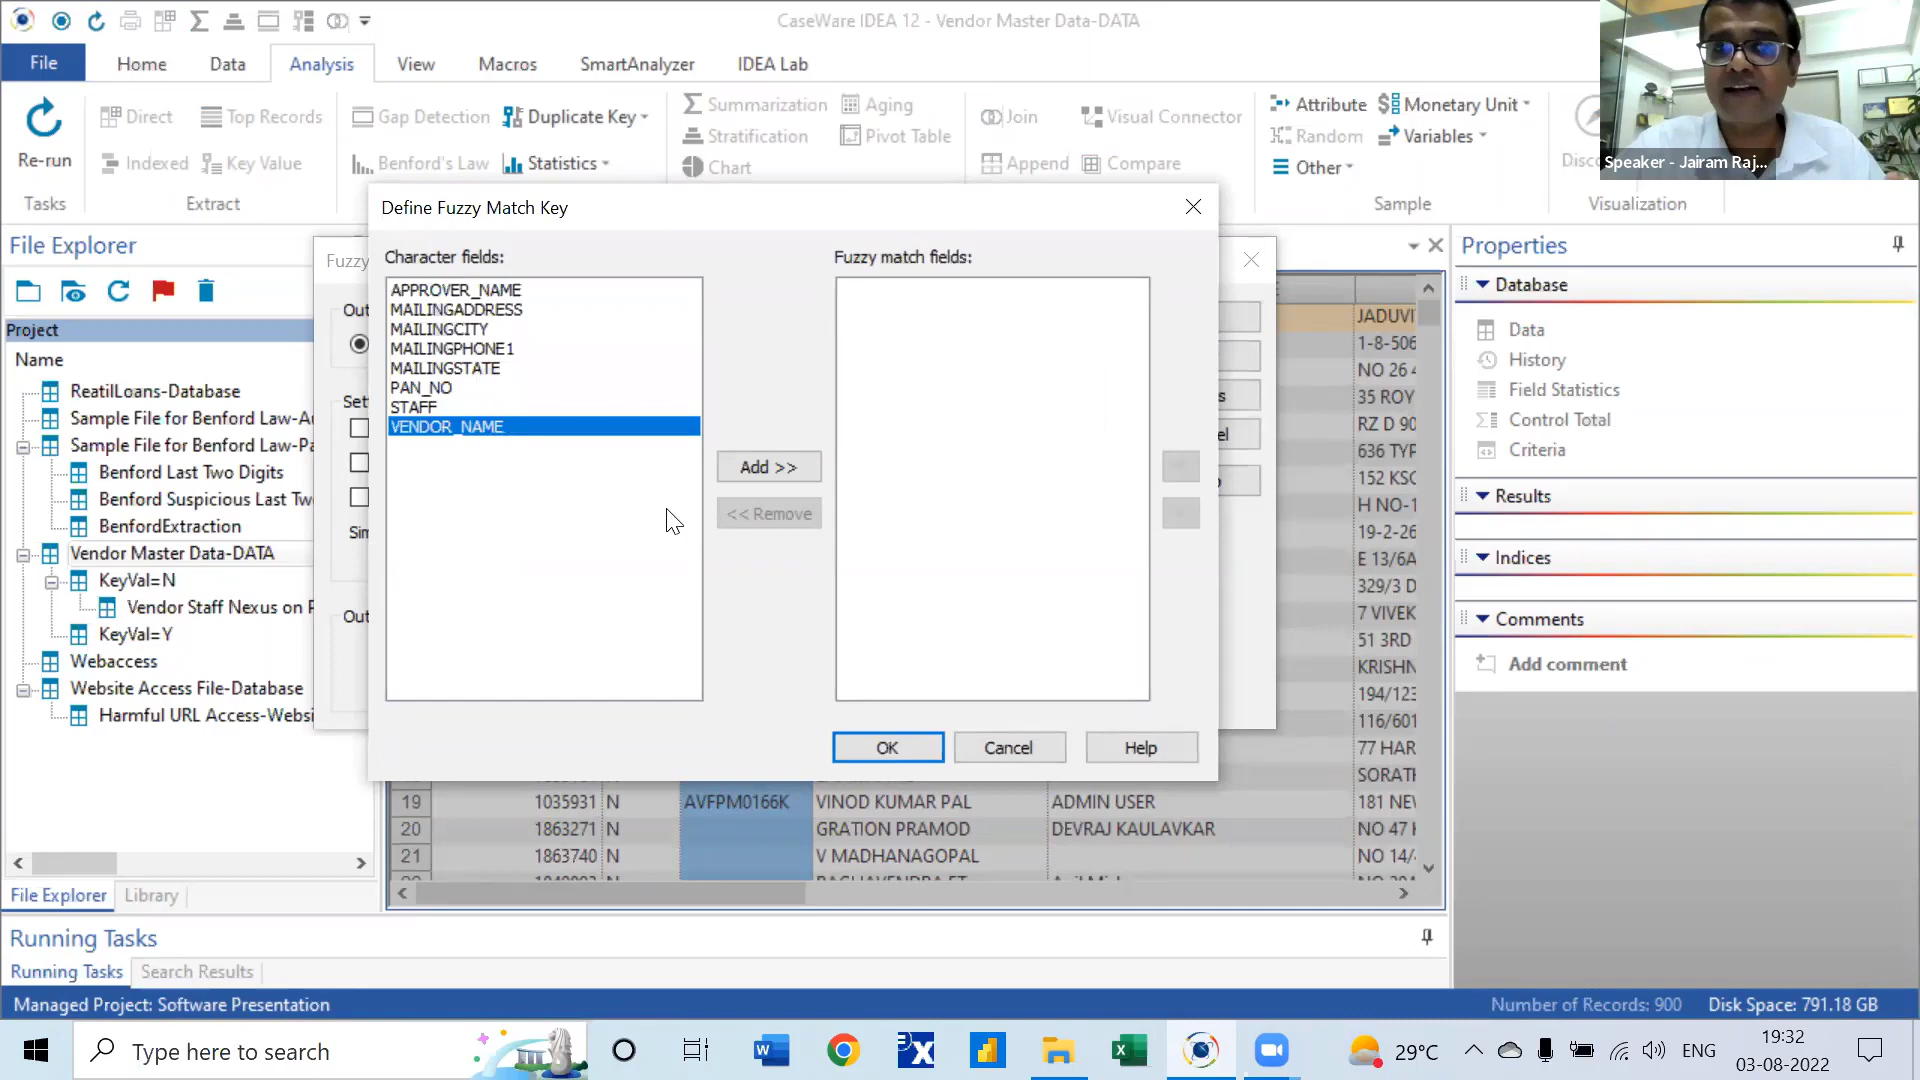 CaseWare IDEA 12 - Vendor Master Data-DATA
File
Home
Data
Analysis
View
Macros
SmartAnalyzer
IDEA Lab
Re-run
Tasks
Direct
Top Records
Indexed
Key Value
Extract
Gap Detection
Duplicate Key
Benford's Law
Statistics
Summarization
Aging
Stratification
Pivot Table
Chart
Join
Visual Connector
Append
Compare
Attribute
Monetary Unit
Random
Variables
Other
Sample
Disc
Visualization
Speaker - Jairam Raj...
File Explorer
Project
Name
ReatilLoans-Database
Sample File for Benford Law-Au
Sample File for Benford Law-Pa
Benford Last Two Digits
Benford Suspicious Last Tw
BenfordExtraction
Vendor Master Data-DATA
KeyVal=N
Vendor Staff Nexus on P
KeyVal=Y
Webaccess
Website Access File-Database
Harmful URL Access-Websi
File Explorer
Library
Fuzzy
Out
Sett
Sim
Out
Define Fuzzy Match Key
Character fields:
APPROVER_NAME
MAILINGADDRESS
MAILINGCITY
MAILINGPHONE1
MAILINGSTATE
PAN_NO
STAFF
VENDOR_NAME
Add >>
<< Remove
Fuzzy match fields:
OK
Cancel
Help
JADUVI
1-8-506
NO 26 4
35 ROY
RZ D 90
636 TYP
152 KSC
H NO-1
19-2-26
E 13/6A
329/3 D
7 VIVEK
51 3RD
KRISHN
194/123
116/601
77 HAR
SORATH
19 1035931 N AVFPM0166K VINOD KUMAR PAL ADMIN USER 181 NEV
20 1863271 N GRATION PRAMOD DEVRAJ KAULAVKAR NO 47 H
21 1863740 N V MADHANAGOPAL NO 14/4
Properties
Database
Data
History
Field Statistics
Control Total
Criteria
Results
Indices
Comments
Add comment
Running Tasks
Running Tasks
Search Results
Managed Project: Software Presentation
Number of Records: 900
Disk Space: 791.18 GB
Type here to search
29°C
ENG
19:32
03-08-2022